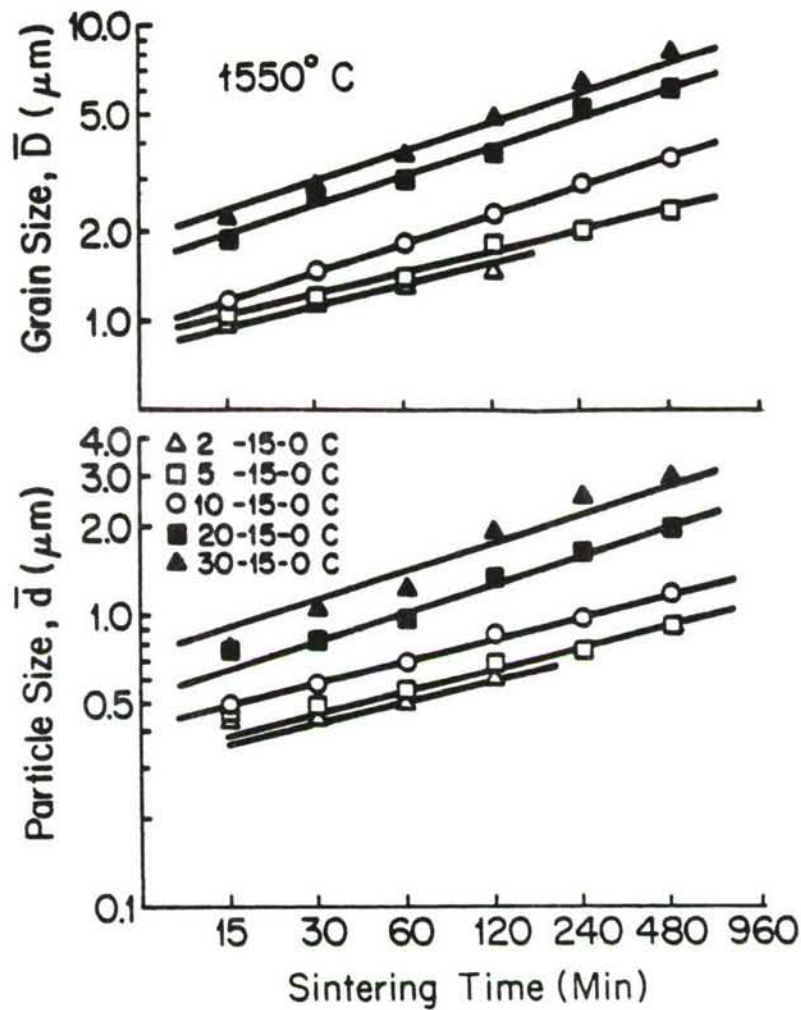 10.0
5.0
2.0
1.0
Grain Size, D̅ (μm)
1550° C
4.0
3.0
2.0
1.0
0.5
0.1
Particle Size, d̅ (μm)
△ 2 -15-0 C
□ 5 -15-0 C
○ 10-15-0 C
■ 20-15-0 C
▲ 30-15-0 C
15 30 60 120 240 480 960
Sintering Time (Min)